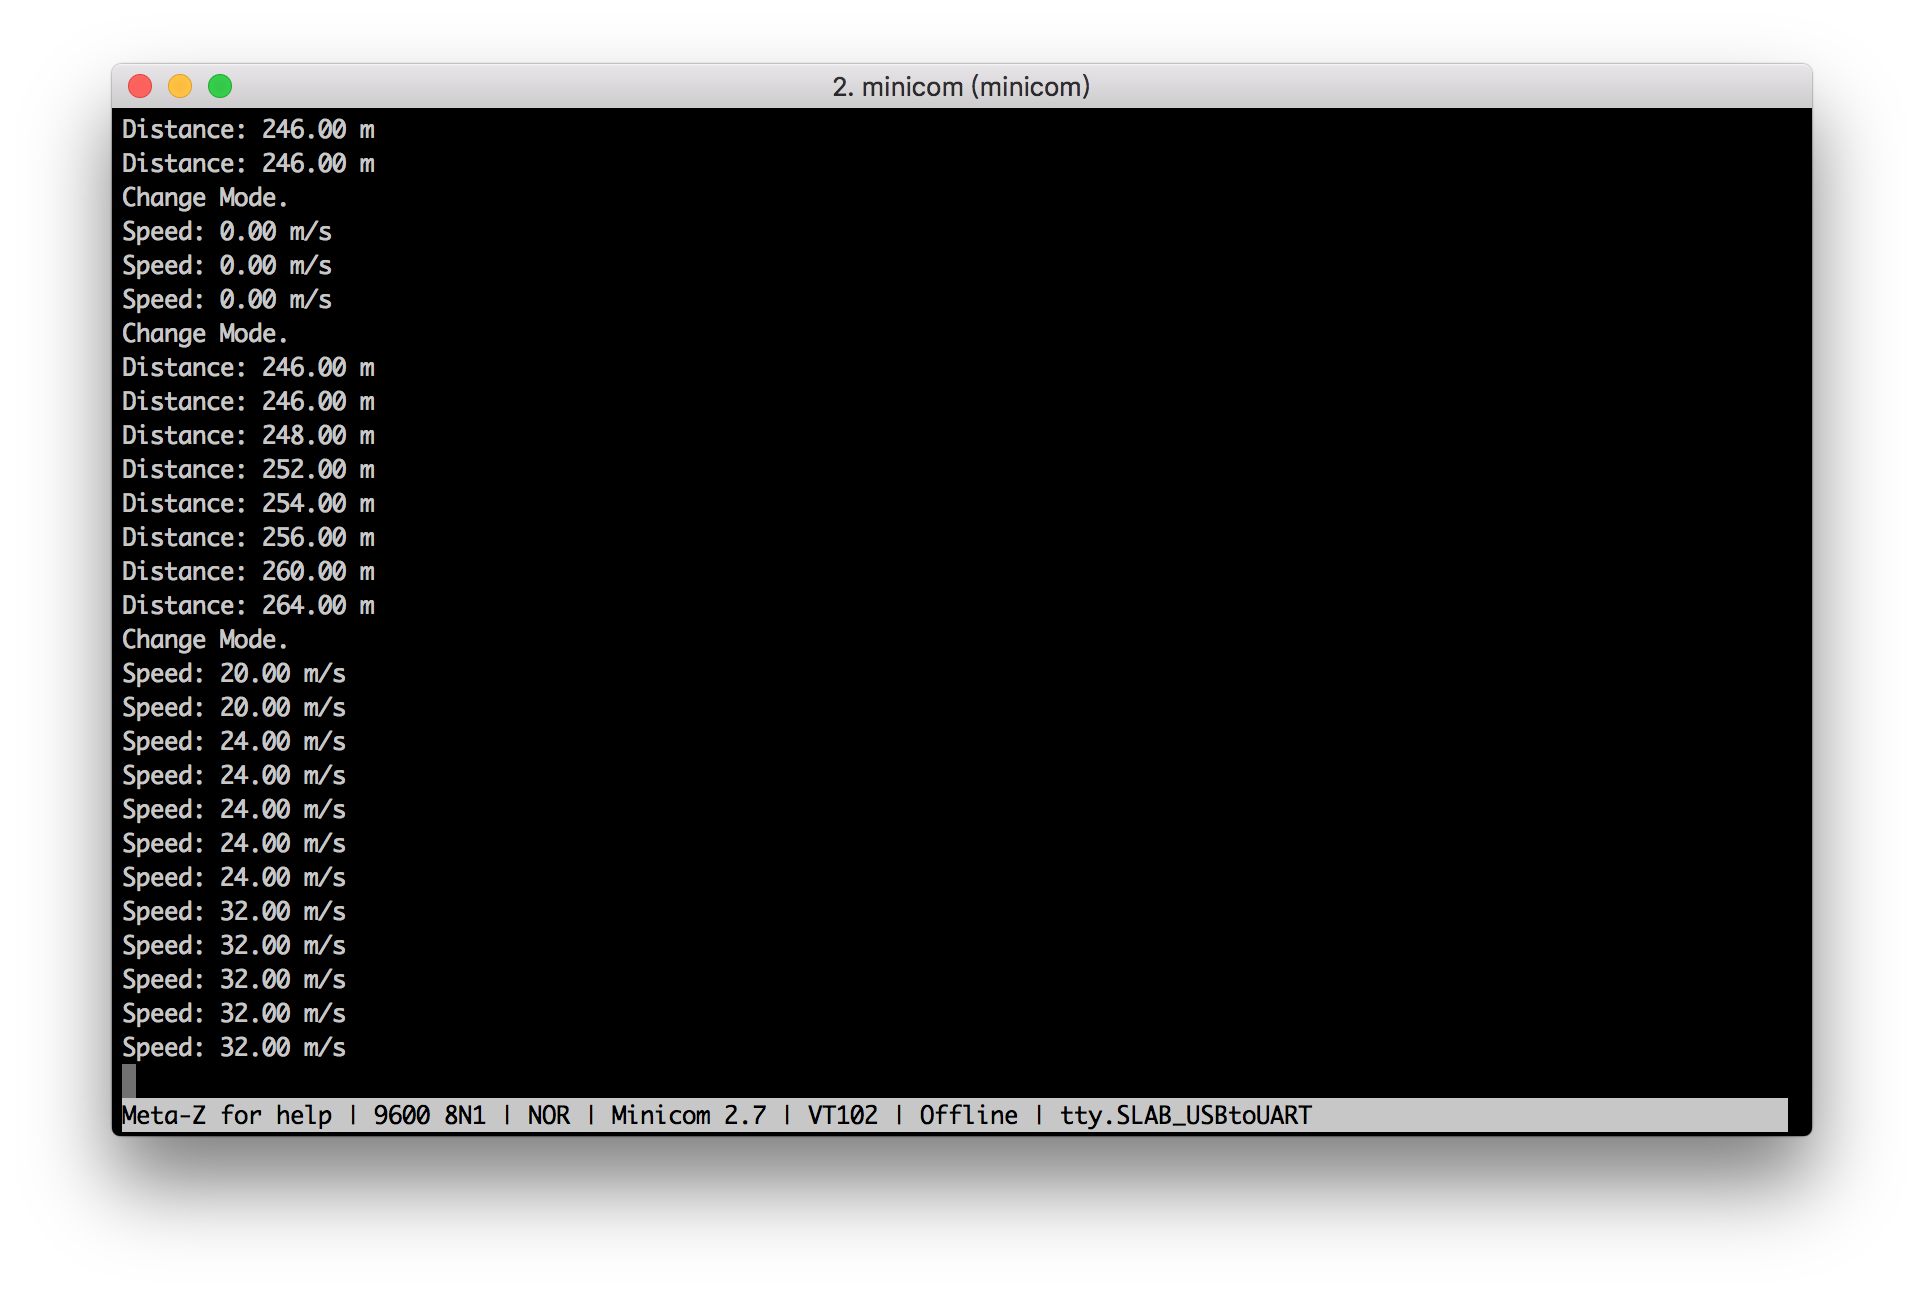 2. minicom (minicom)
Distance: 246.00 m
Distance: 246.00 m
Change Mode.
Speed: 0.00 m/s
Speed: 0.00 m/s
Speed: 0.00 m/s
Change Mode.
Distance: 246.00 m
Distance: 246.00 m
Distance: 248.00 m
Distance: 252.00 m
Distance: 254.00 m
Distance: 256.00 m
Distance: 260.00 m
Distance: 264.00 m
Change Mode.
Speed: 20.00 m/s
Speed: 20.00 m/s
Speed: 24.00 m/s
Speed: 24.00 m/s
Speed: 24.00 m/s
Speed: 24.00 m/s
Speed: 24.00 m/s
Speed: 32.00 m/s
Speed: 32.00 m/s
Speed: 32.00 m/s
Speed: 32.00 m/s
Speed: 32.00 m/s
Meta-Z for help | 9600 8N1 | NOR | Minicom 2.7 | VT102 | Offline | tty.SLAB_USBtoUART